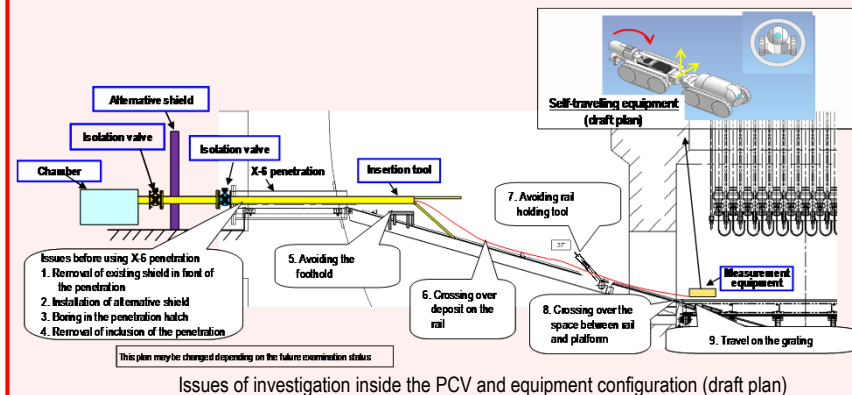 Self-traveling equipment
(draft plan)
Alternative shield
Isolation valve
Isolation valve
X-6 penetration
Insertion tool
Chamber
7. Avoiding rail
holding tool
37°
Issues before using X-6 penetration
1. Removal of existing shield in front of
the penetration
2. Installation of alternative shield
3. Boring in the penetration hatch
4. Removal of inclusion of the penetration
5. Avoiding the
foothold
6. Crossing over
deposit on the
rail
Measurement
equipment
8. Crossing over the
space between rail
and platform
9. Travel on the grating
This plan may be changed depending on the future examination status
Issues of investigation inside the PCV and equipment configuration (draft plan)